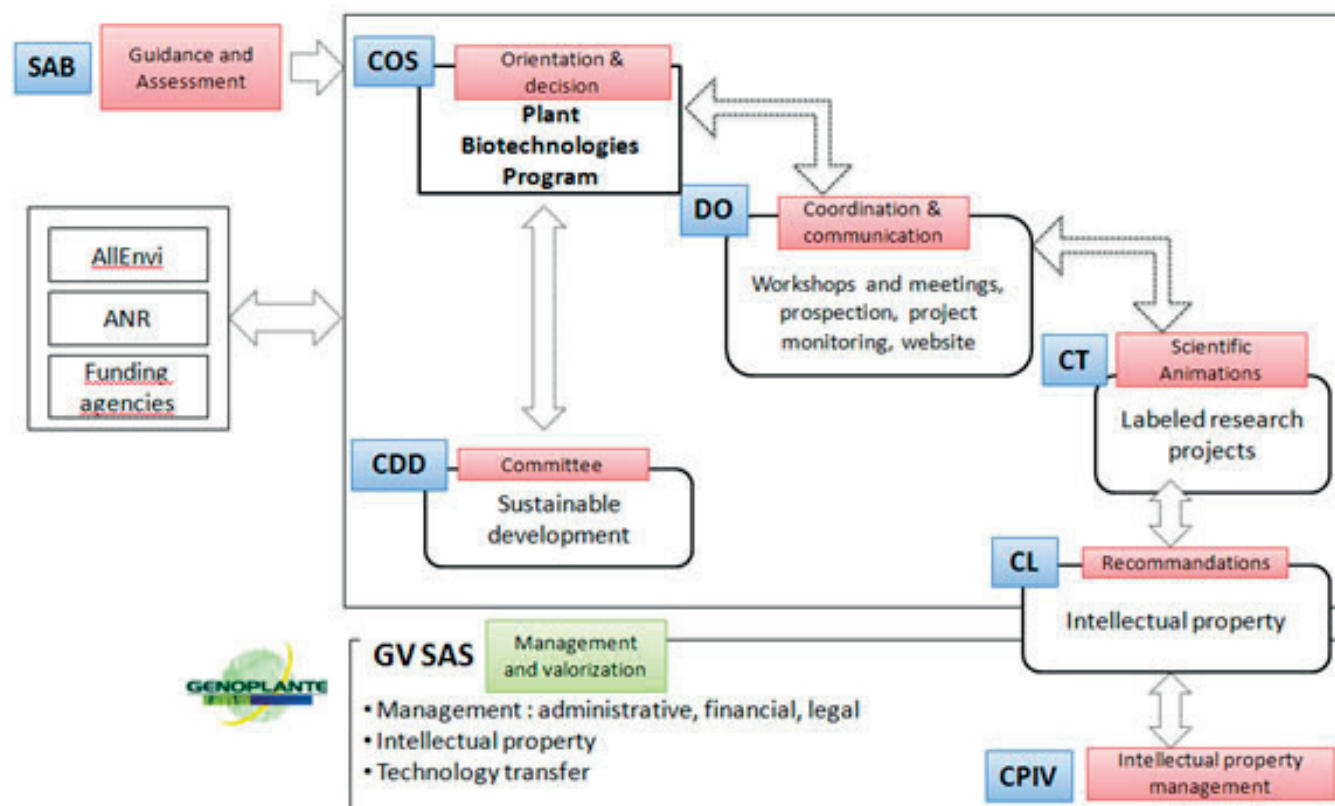 SAB
Guidance and
Assessment
COS
Orientation &
decision
Plant
Biotechnologies
Program
DO
Coordination &
communication
Workshops and meetings,
prospection, project
monitoring, website
AllEnvi
ANR
Funding
agencies
CT
Scientific
Animations
Labeled research
projects
CDD
Committee
Sustainable
development
CL
Recommandations
Intellectual property
GENOPLANTE
GV SAS
Management
and valorization
• Management : administrative, financial, legal
• Intellectual property
• Technology transfer
CPIV
Intellectual property
management